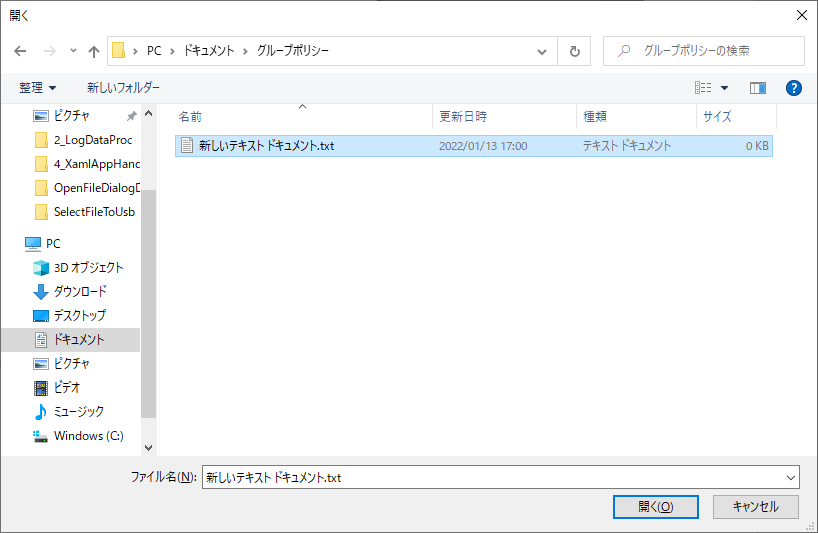 開く
PC > ドキュメント > グループポリシー
グループポリシーの検索
整理 新しいフォルダー
名前 更新日時 種類 サイズ
新しいテキスト ドキュメント.txt 2022/01/13 17:00 テキスト ドキュメント 0 KB
ピクチャ
2_LogDataProc
4_XamlAppHanc
OpenFileDialogD
SelectFileToUsb
PC
3D オブジェクト
ダウンロード
デスクトップ
ドキュメント
ピクチャ
ビデオ
ミュージック
Windows (C:)
ファイル名(N): 新しいテキスト ドキュメント.txt
開く(O) キャンセル